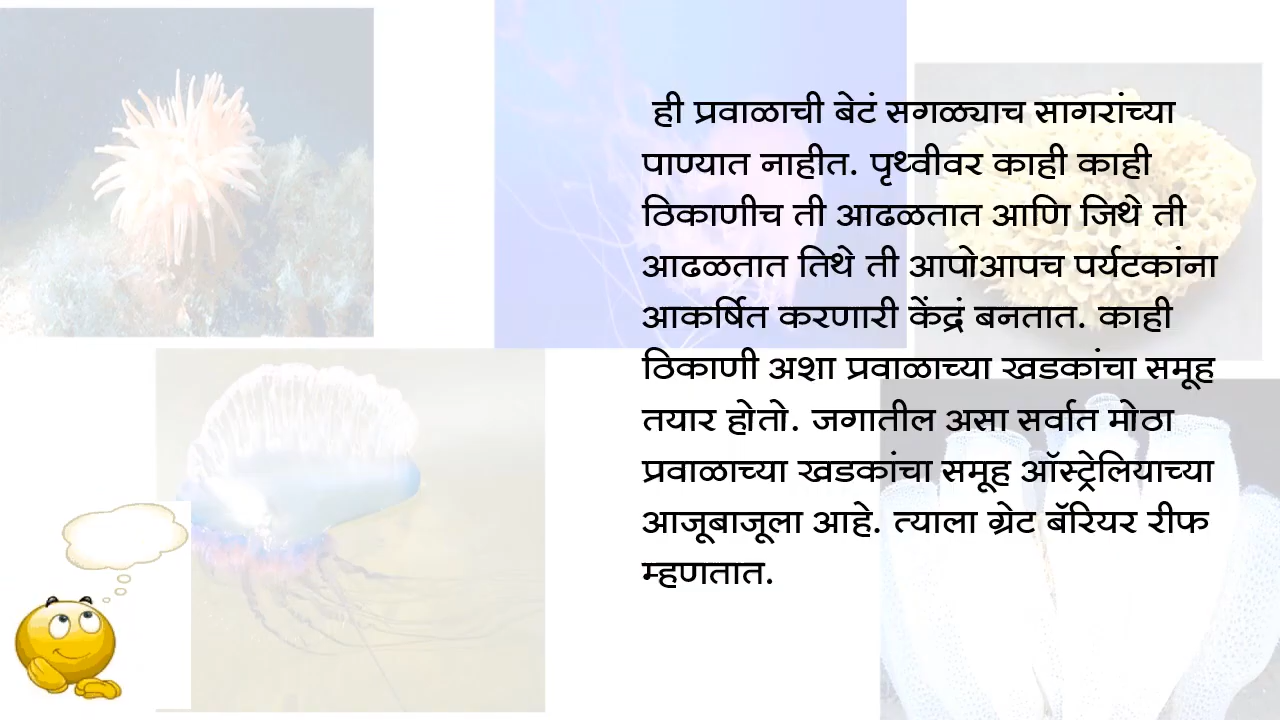 ही प्रवाळाची बेटं सगळ्याच सागरांच्या
पाण्यात नाहीत. पृथ्वीवर काही काही
ठिकाणीच ती आढळतात आणि जिथे ती
आढळतात तिथे ती आपोआपच पर्यटकांना
आकर्षित करणारी केंद्रं बनतात. काही
ठिकाणी अशा प्रवाळाच्या खडकांचा समूह
तयार होतो. जगातील असा सर्वात मोठा
प्रवाळाच्या खडकांचा समूह ऑस्ट्रेलियाच्या
आजूबाजूला आहे. त्याला ग्रेट बॅरियर रीफ
म्हणतात.